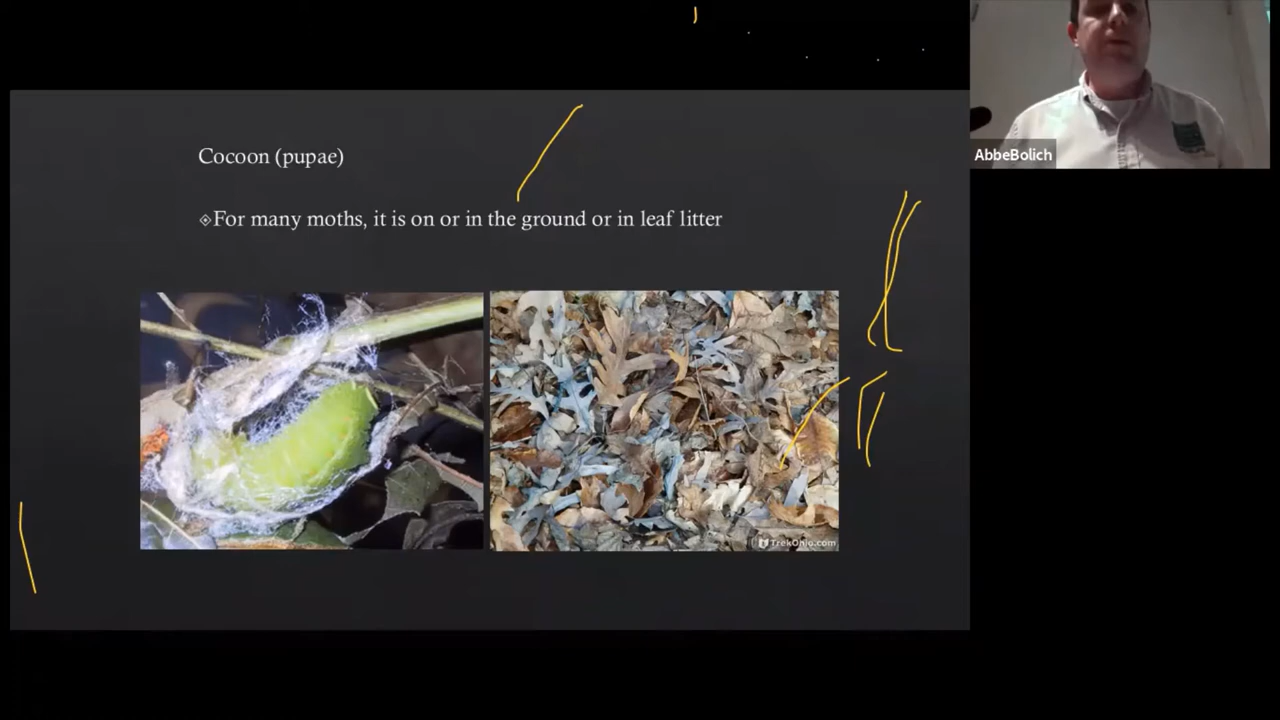 AbbeBolich
Cocoon (pupae)
For many moths, it is on or in the ground or in leaf litter
TrekOhio.com